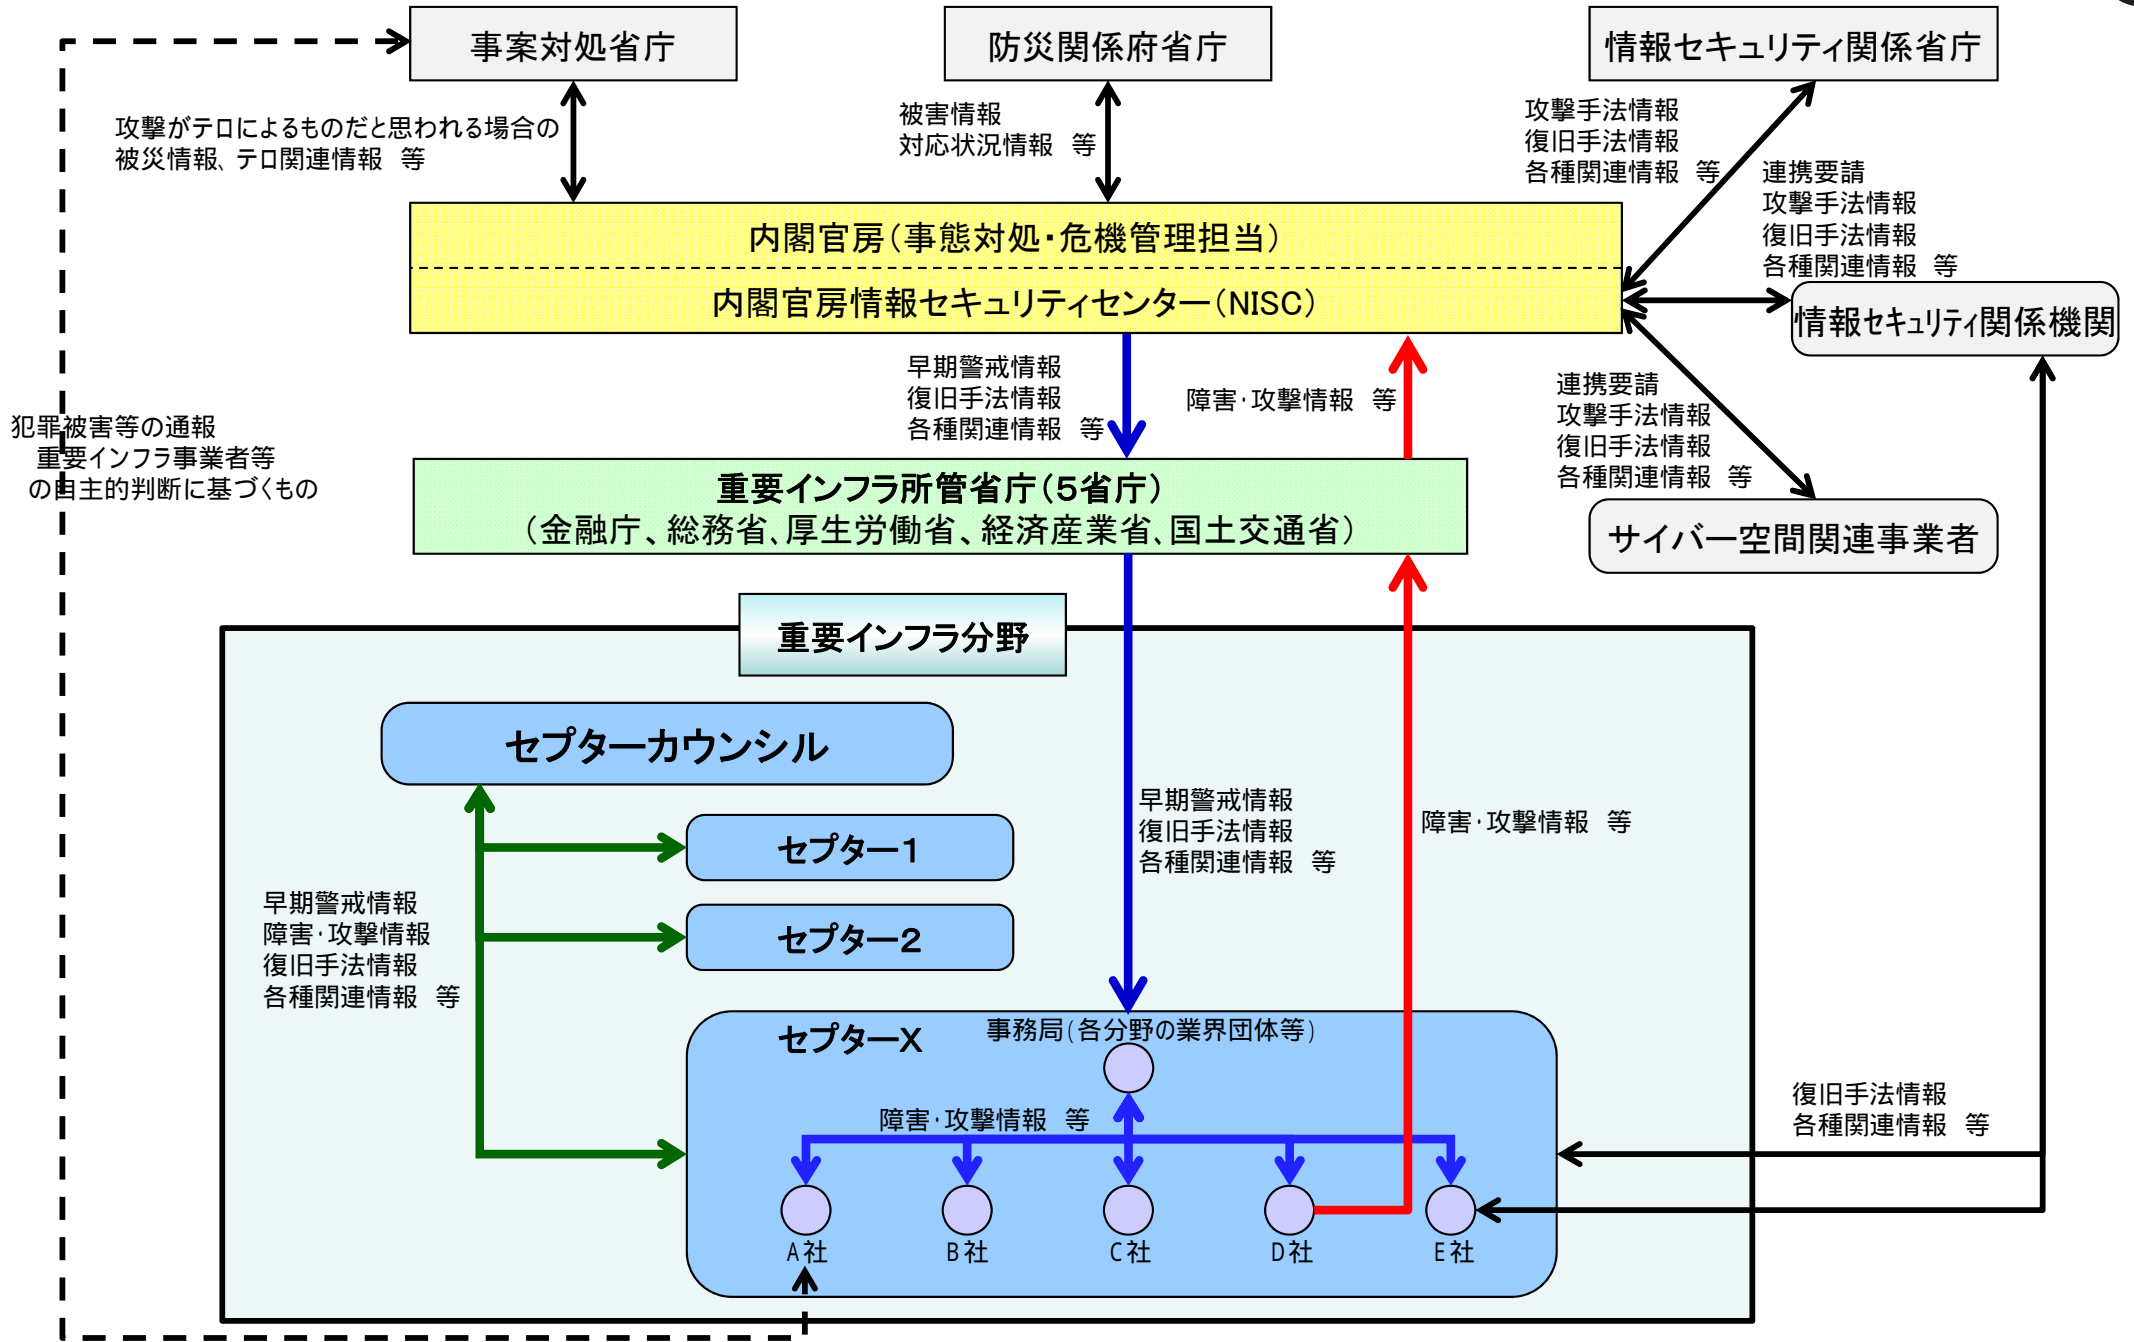 事案対処省庁
防災関係府省庁
情報セキュリティ関係省庁
攻撃がテロによるものだと思われる場合の
被災情報、テロ関連情報　等
被害情報
対応状況情報　等
攻撃手法情報
復旧手法情報
各種関連情報　等
連携要請
攻撃手法情報
復旧手法情報
各種関連情報　等
内閣官房(事態対処・危機管理担当)
内閣官房情報セキュリティセンター(NISC)
情報セキュリティ関係機関
早期警戒情報
復旧手法情報
各種関連情報　等
障害・攻撃情報　等
連携要請
攻撃手法情報
復旧手法情報
各種関連情報　等
犯罪被害等の通報
重要インフラ事業者等
の自主的判断に基づくもの
重要インフラ所管省庁(5省庁)
(金融庁、総務省、厚生労働省、経済産業省、国土交通省)
サイバー空間関連事業者
重要インフラ分野
セプターカウンシル
早期警戒情報
復旧手法情報
各種関連情報　等
障害・攻撃情報　等
セプター1
セプター2
早期警戒情報
障害・攻撃情報
復旧手法情報
各種関連情報　等
セプターX
事務局(各分野の業界団体等)
障害・攻撃情報　等
復旧手法情報
各種関連情報　等
A社
B社
C社
D社
E社